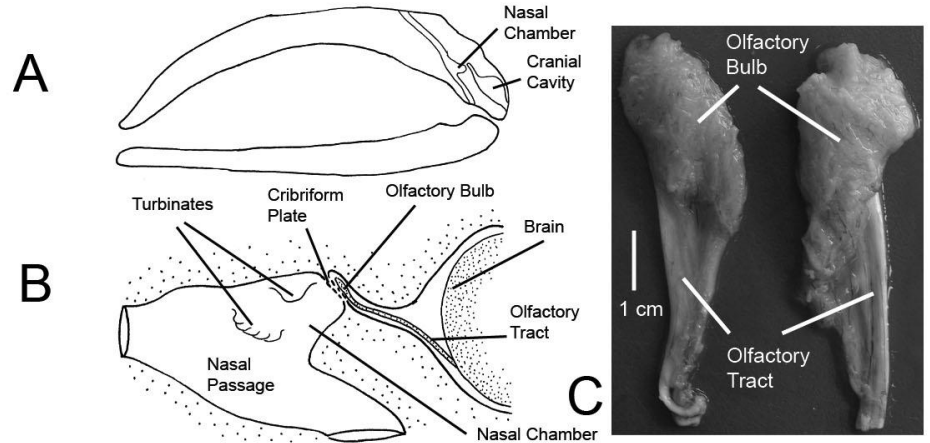 A
Nasal
Chamber
Cranial
Cavity
B
Turbinates
Cribriform
Plate
Olfactory Bulb
Brain
Olfactory
Tract
Nasal
Passage
Nasal Chamber
C
Olfactory
Bulb
1 cm
Olfactory
Tract